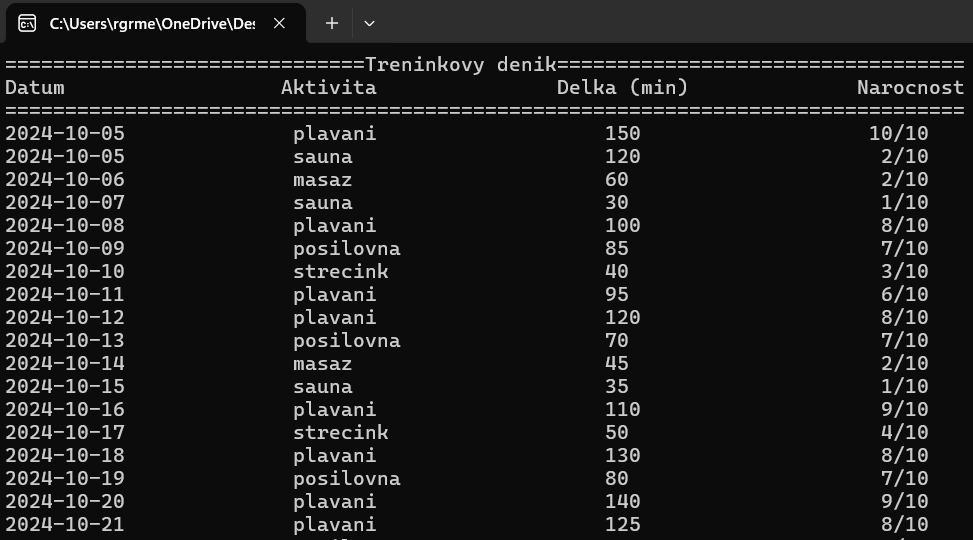 C:\Users\rgrme\OneDrive\Des
==============================Treninkovy denik==================================
Datum                  Aktivita               Delka (min)              Narocnost
================================================================================
2024-10-05              plavani                   150                   10/10
2024-10-05              sauna                     120                    2/10
2024-10-06              masaz                     60                     2/10
2024-10-07              sauna                     30                     1/10
2024-10-08              plavani                   100                    8/10
2024-10-09              posilovna                 85                     7/10
2024-10-10              strecink                  40                     3/10
2024-10-11              plavani                   95                     6/10
2024-10-12              plavani                   120                    8/10
2024-10-13              posilovna                 70                     7/10
2024-10-14              masaz                     45                     2/10
2024-10-15              sauna                     35                     1/10
2024-10-16              plavani                   110                    9/10
2024-10-17              strecink                  50                     4/10
2024-10-18              plavani                   130                    8/10
2024-10-19              posilovna                 80                     7/10
2024-10-20              plavani                   140                    9/10
2024-10-21              plavani                   125                    8/10